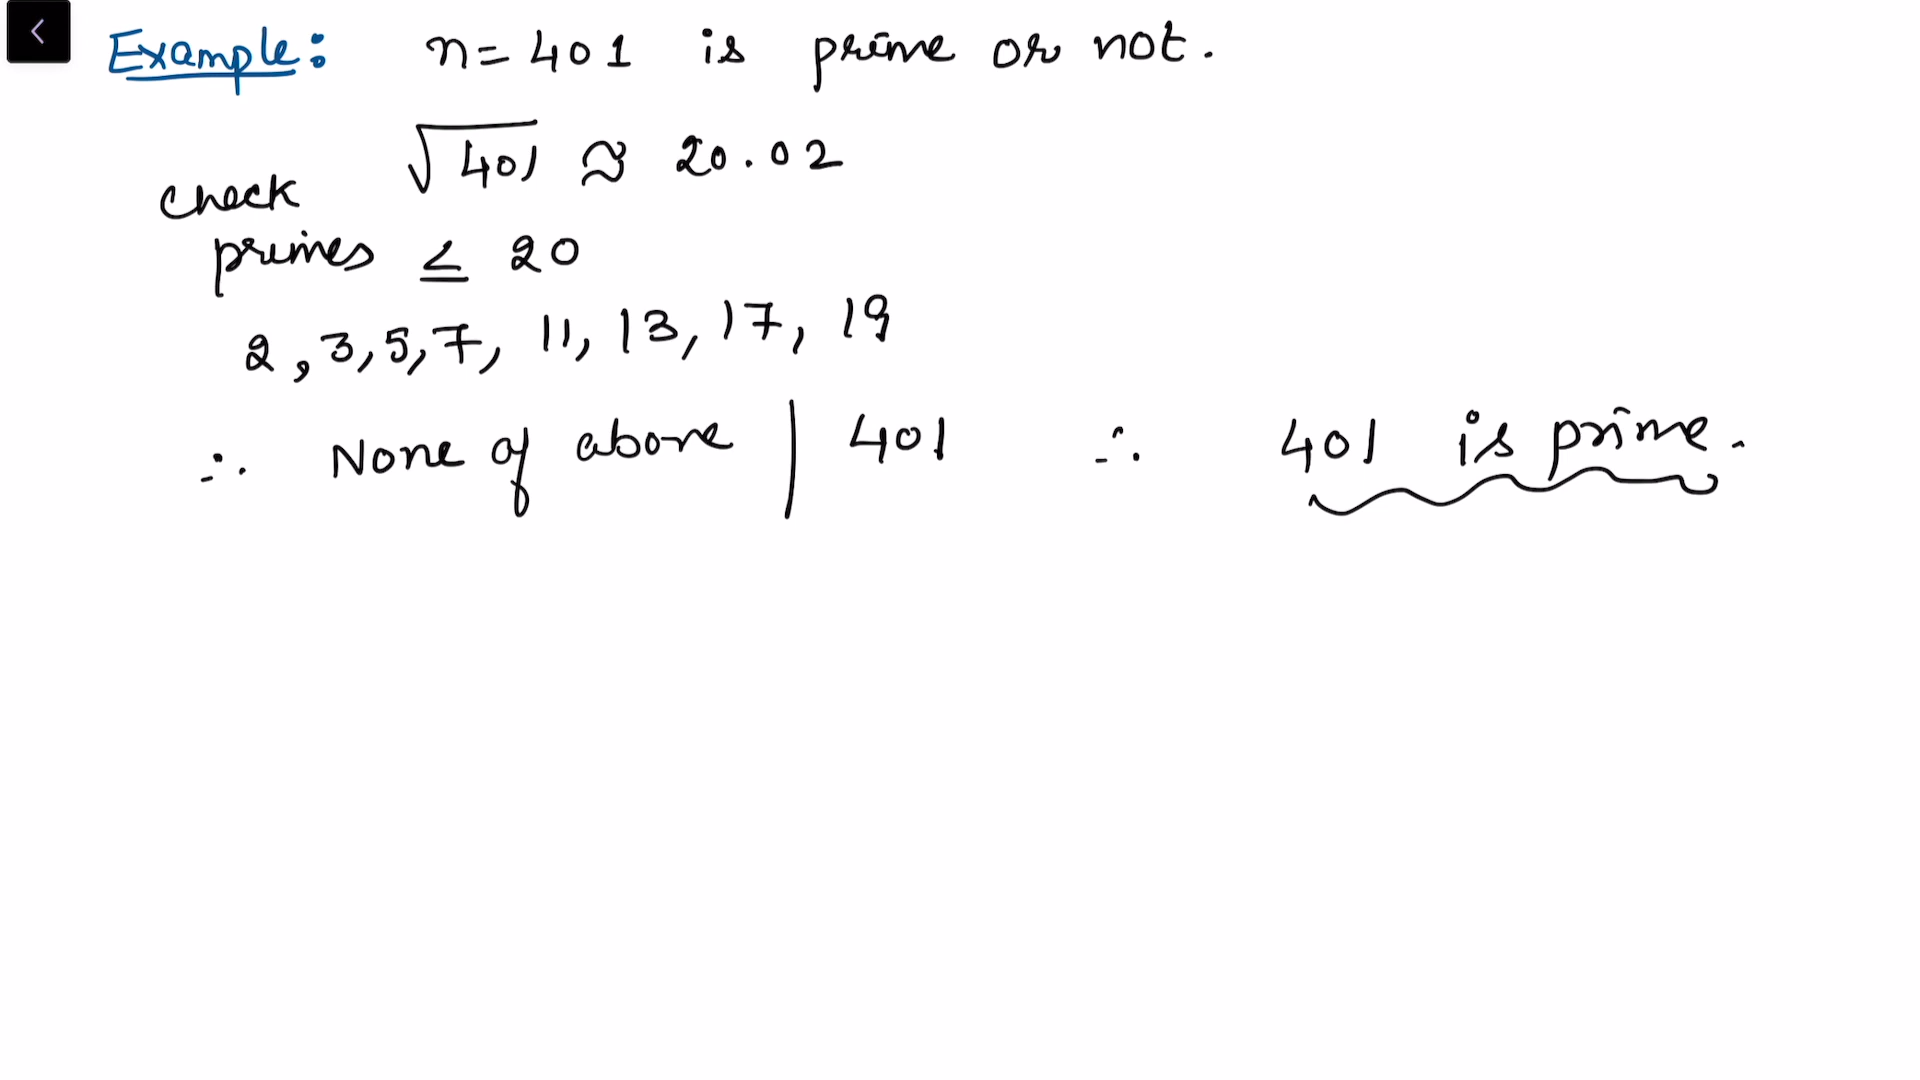 Example: n = 401 is prime or not.
√401 ≈ 20.02
check
primes ≤ 20
2, 3, 5, 7, 11, 13, 17, 19
∴ None of above | 401 ∴ 401 is prime.